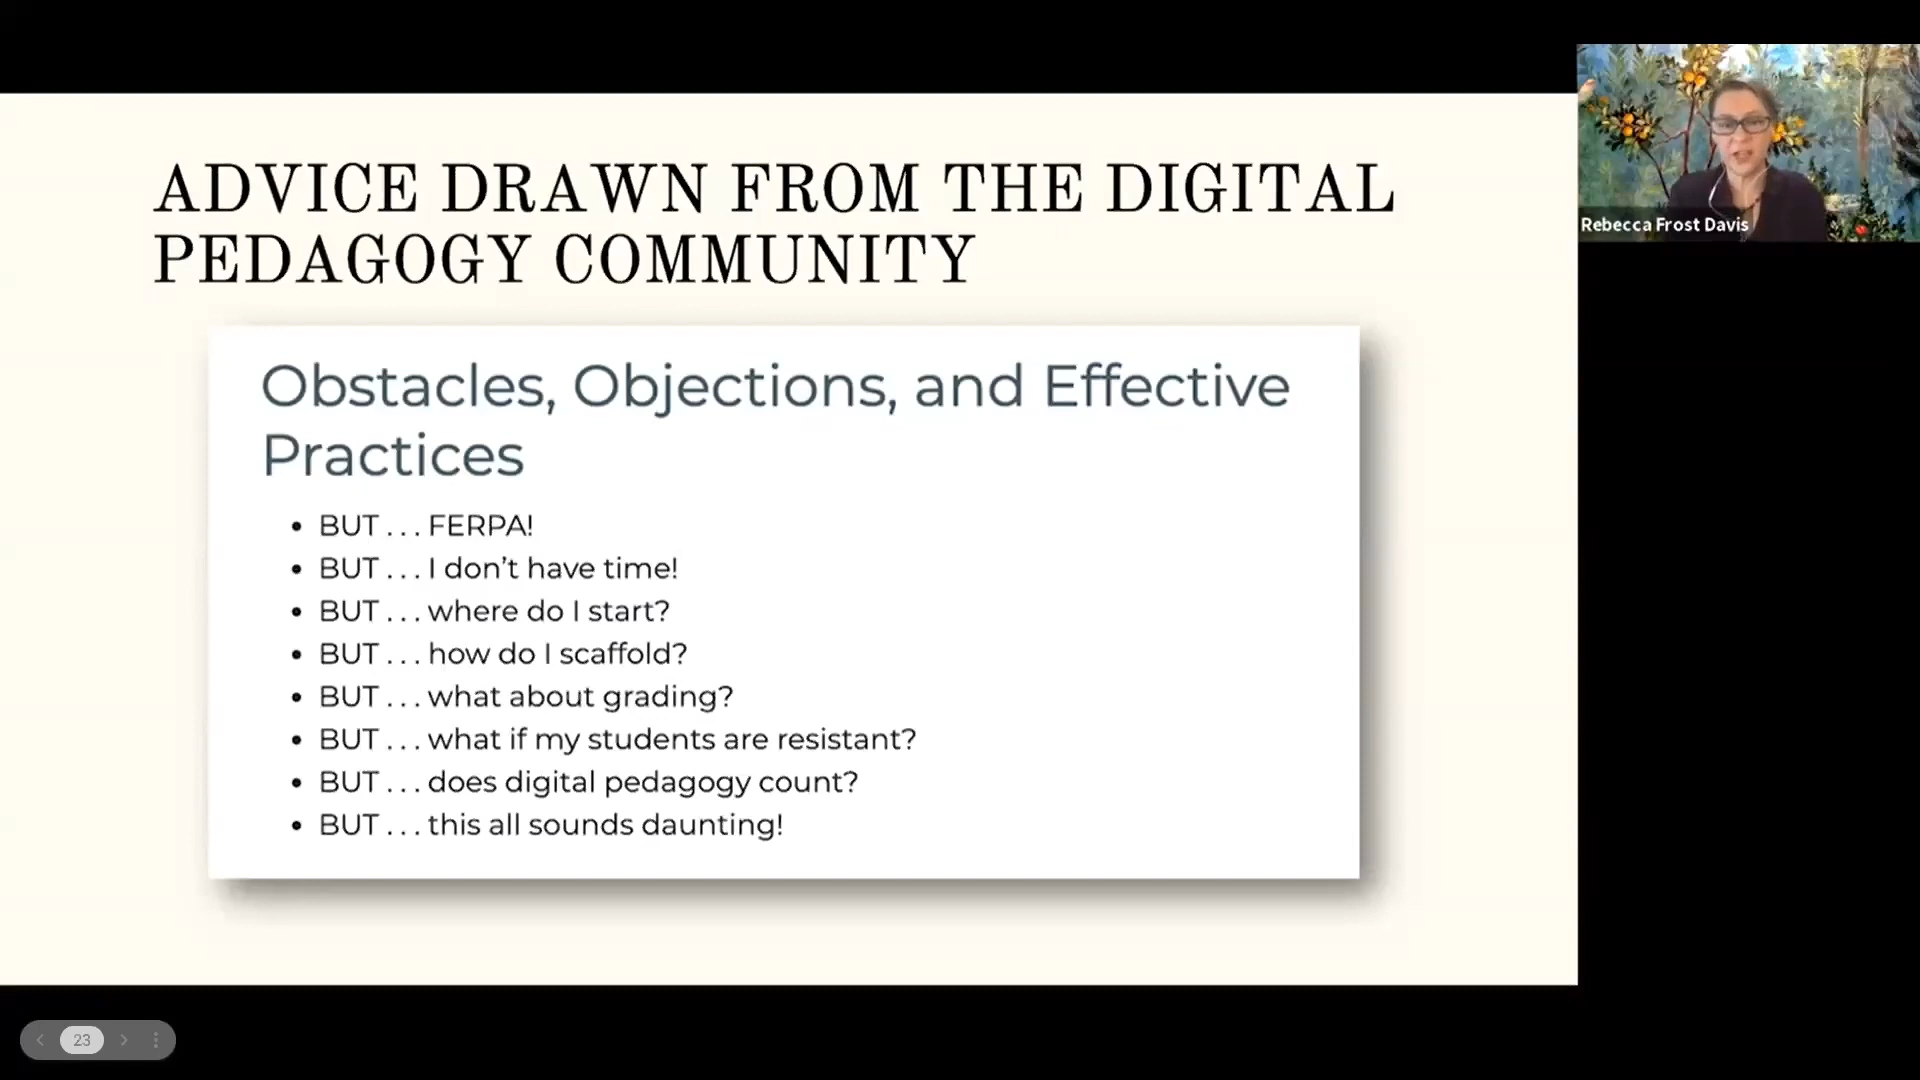 ADVICE DRAWN FROM THE DIGITAL
PEDAGOGY COMMUNITY
Obstacles, Objections, and Effective
Practices
• BUT . . . FERPA!
• BUT . . . I don’t have time!
• BUT . . . where do I start?
• BUT . . . how do I scaffold?
• BUT . . . what about grading?
• BUT . . . what if my students are resistant?
• BUT . . . does digital pedagogy count?
• BUT . . . this all sounds daunting!
Rebecca Frost Davis
23